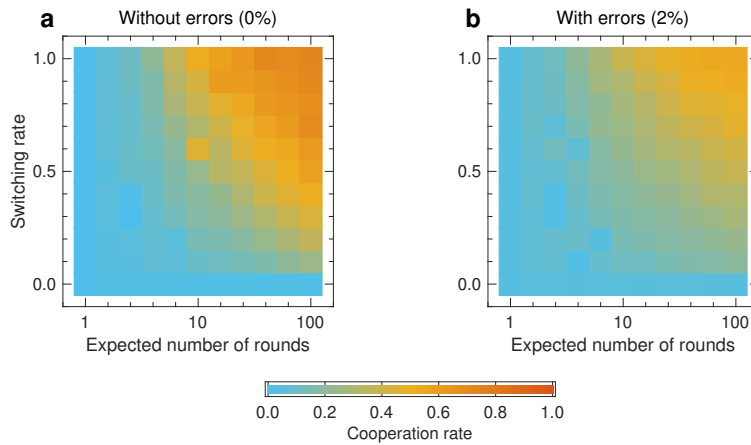 a Without errors (0%)
b With errors (2%)
Switching rate
1.0
0.5
0.0
1 10 100
Expected number of rounds
1.0
0.5
0.0
1 10 100
Expected number of rounds
0.0 0.2 0.4 0.6 0.8 1.0
Cooperation rate